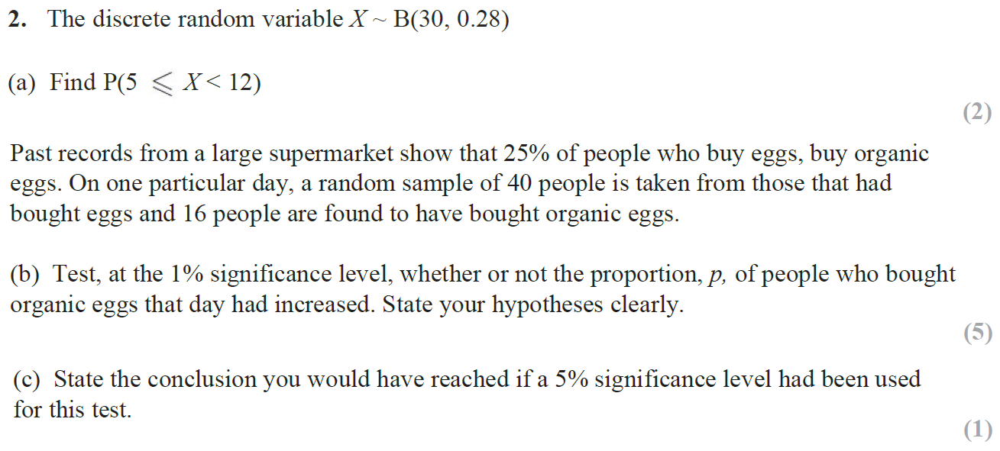 2. The discrete random variable X ~ B(30, 0.28)
(a) Find P(5 ⩽ X < 12)
(2)
Past records from a large supermarket show that 25% of people who buy eggs, buy organic
eggs. On one particular day, a random sample of 40 people is taken from those that had
bought eggs and 16 people are found to have bought organic eggs.
(b) Test, at the 1% significance level, whether or not the proportion, p, of people who bought
organic eggs that day had increased. State your hypotheses clearly.
(5)
(c) State the conclusion you would have reached if a 5% significance level had been used
for this test.
(1)